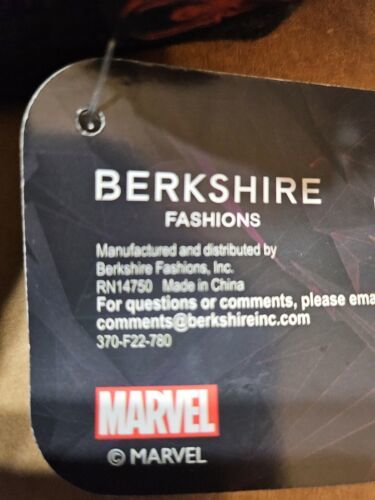 BERKSHIRE
FASHIONS
Manufactured and distributed by
Berkshire Fashions, Inc.
RN14750 Made in China
For questions or comments, please ema
comments@berkshireinc.com
370-F22-780
MARVEL
© MARVEL